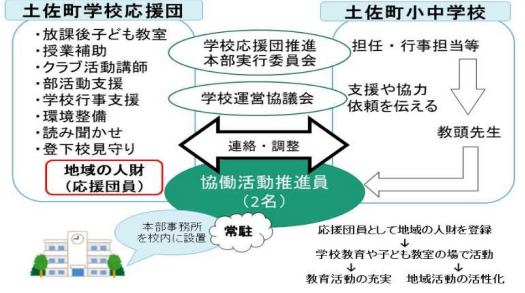 土佐町学校応援団
・放課後子ども教室
・授業補助
・クラブ活動講師
・部活動支援
・学校行事支援
・環境整備
・読み聞かせ
・登下校見守り
地域の人財
(応援団員)
学校応援団推進
本部実行委員会
学校運営協議会
連絡・調整
協働活動推進員
(2名)
土佐町小中学校
担任・行事担当等
支援や協力
依頼を伝える
教頭先生
本部事務所
を校内に設置
常駐
応援団員として地域の人財を登録
↓
学校教育や子ども教室の場で活動
↓ ↓
教育活動の充実 地域活動の活性化